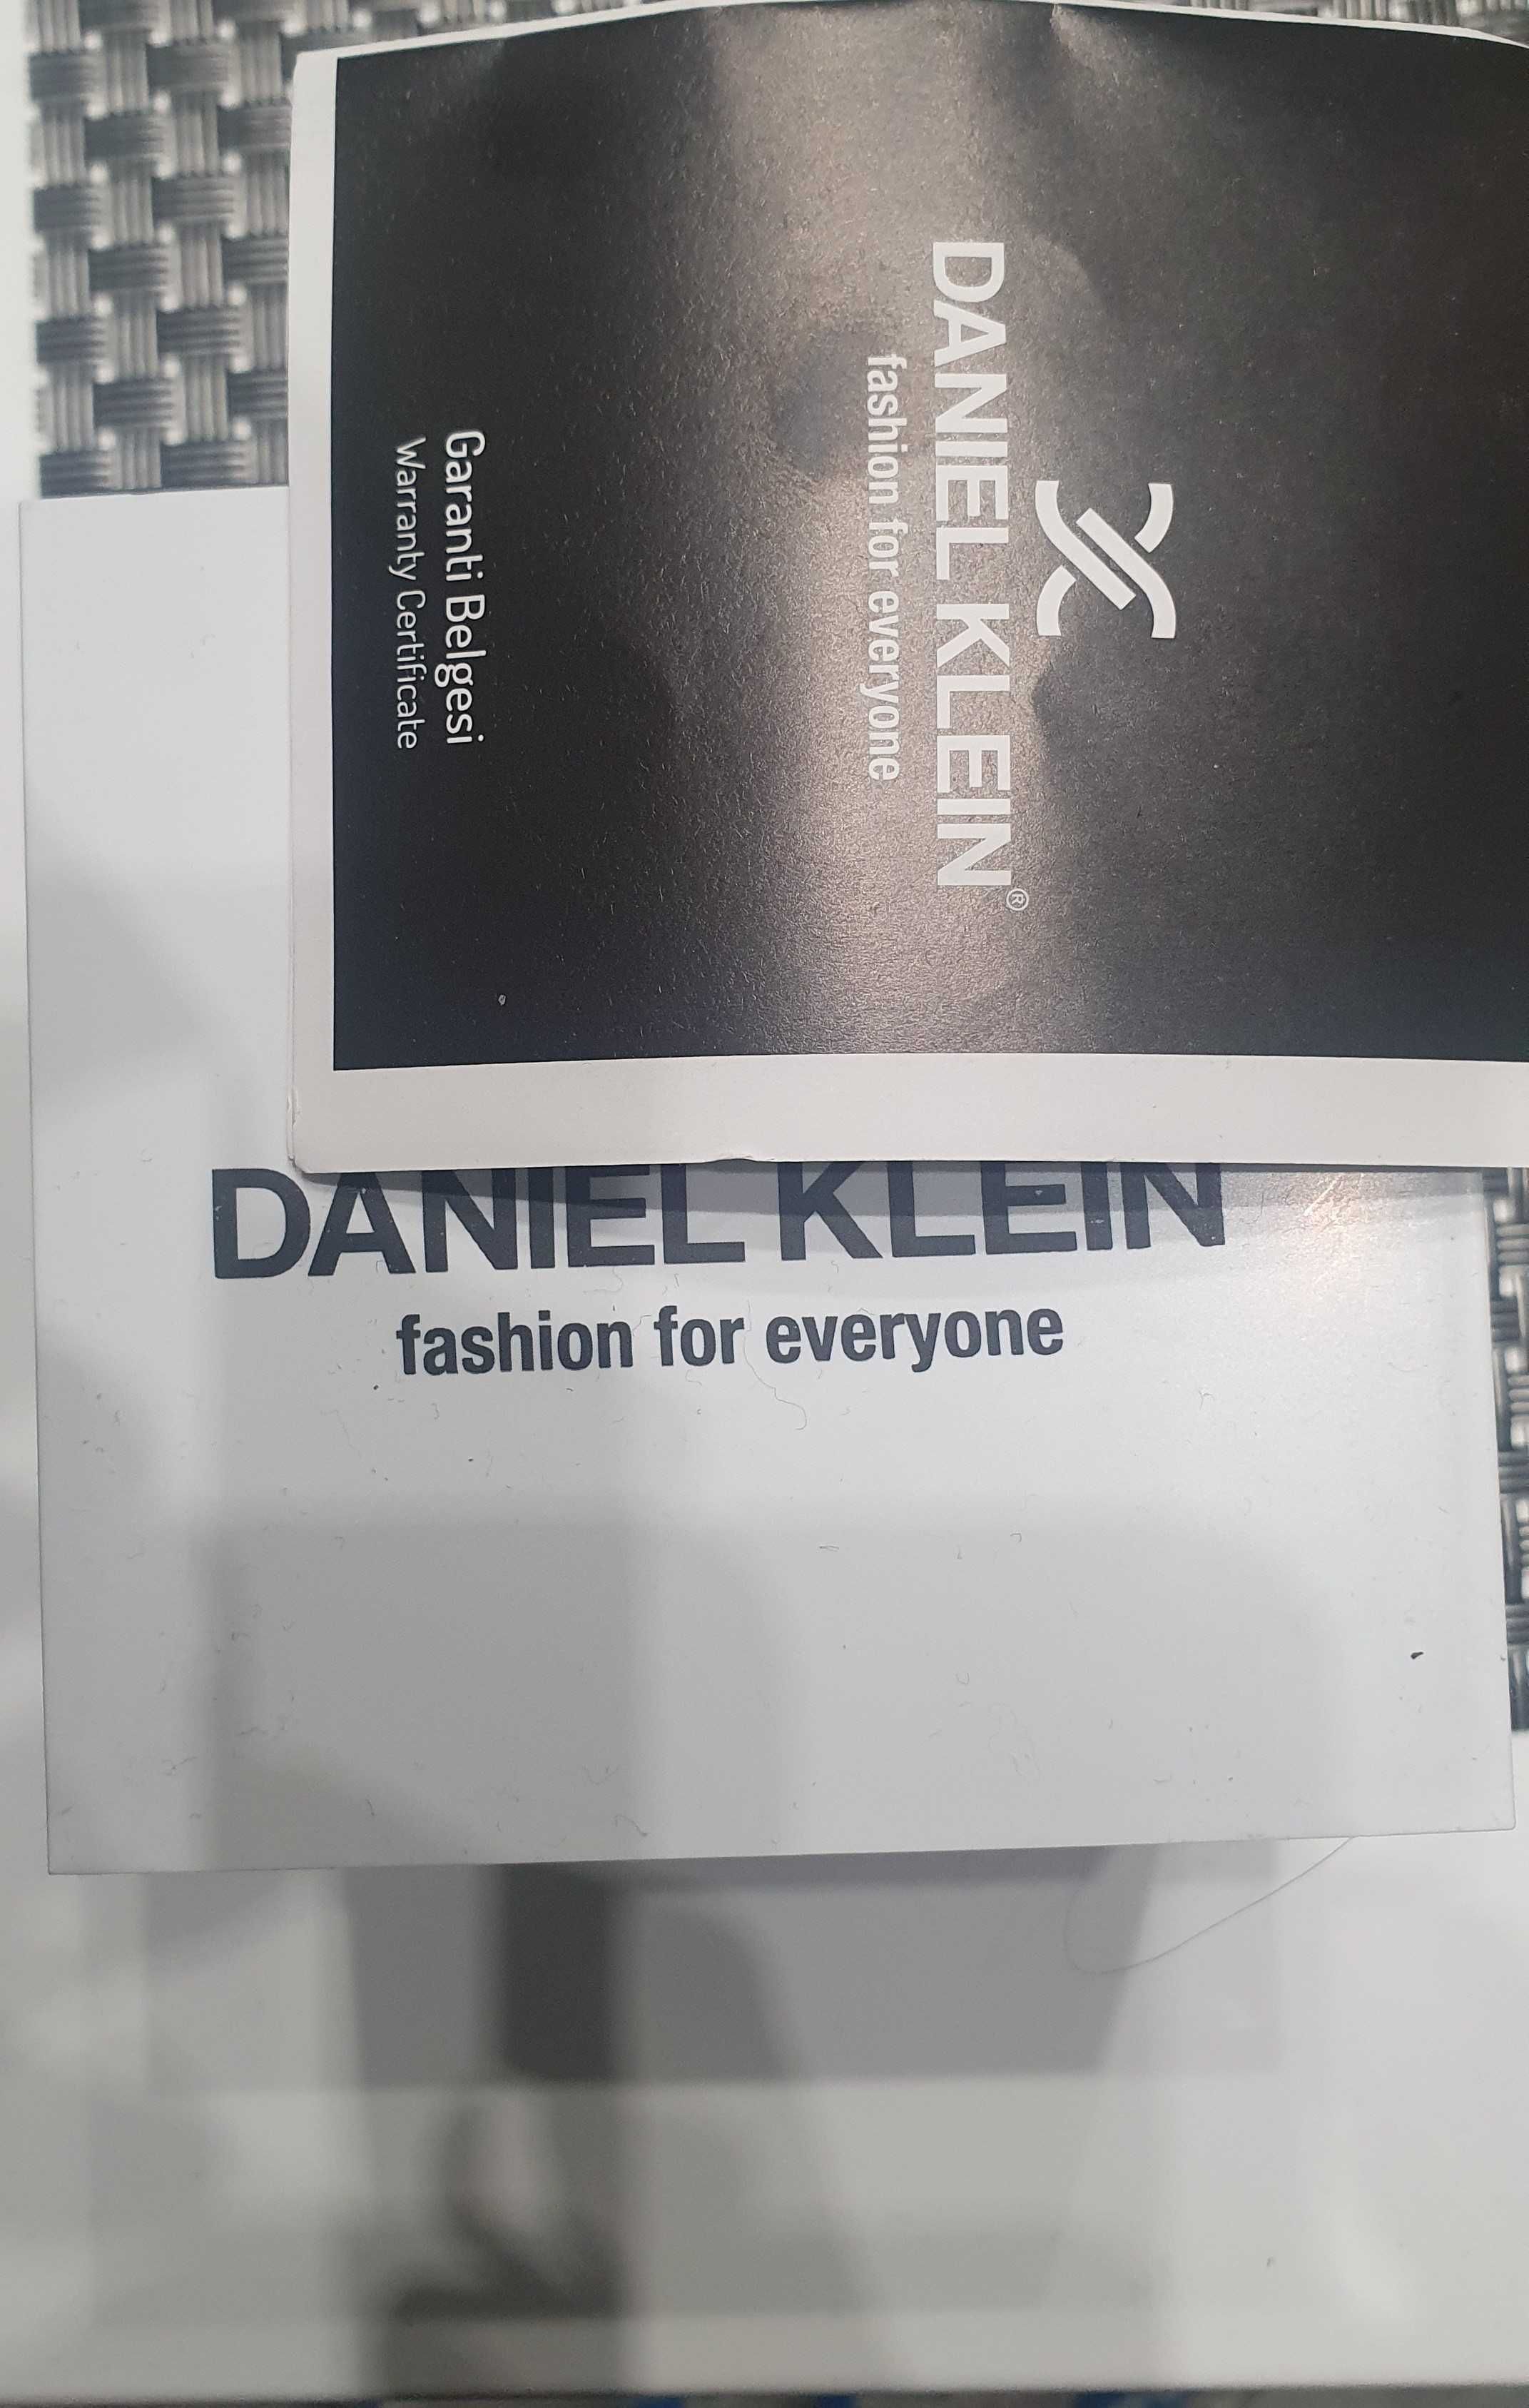 DANIEL KLEIN®
fashion for everyone
Garanti Belgesi
Warranty Certificate
DANIEL KLEIN
fashion for everyone